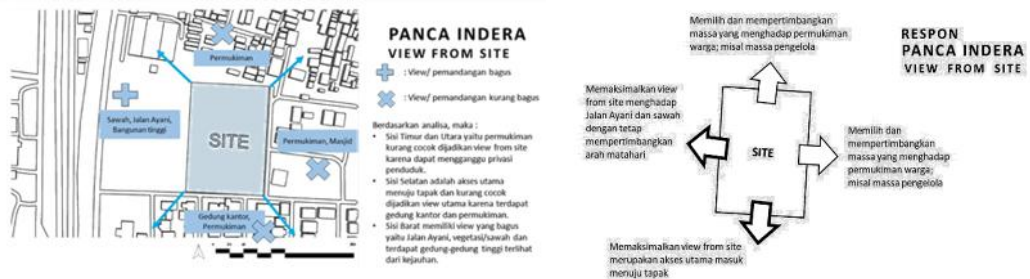 PANCA INDERA
VIEW FROM SITE
: View/ pemandangan bagus
: View/ pemandangan kurang bagus
Berdasarkan analisa, maka :
• Sisi Timur dan Utara yaitu permukiman
kurang cocok dijadikan view from site
karena dapat mengganggu privasi
penduduk.
• Sisi Selatan adalah akses utama
menuju tapak dan kurang cocok
dijadikan view utama karena terdapat
gedung kantor dan permukiman.
• Sisi Barat memiliki view yang bagus
yaitu Jalan Ayani, vegetasi/sawah dan
terdapat gedung-gedung tinggi terlihat
dari kejauhan.
Permukiman
Sawah, Jalan Ayani,
Bangunan tinggi
SITE
Permukiman, Masjid
Gedung kantor,
Permukiman
RESPON
PANCA INDERA
VIEW FROM SITE
Memilih dan mempertimbangkan
massa yang menghadap permukiman
warga; misal massa pengelola
Memaksimalkan view
from site menghadap
Jalan Ayani dan sawah
dengan tetap
mempertimbangkan
arah matahari
SITE
Memilih dan
mempertimbangkan
massa yang menghadap
permukiman warga;
misal massa pengelola
Memaksimalkan view from site
merupakan akses utama masuk
menuju tapak